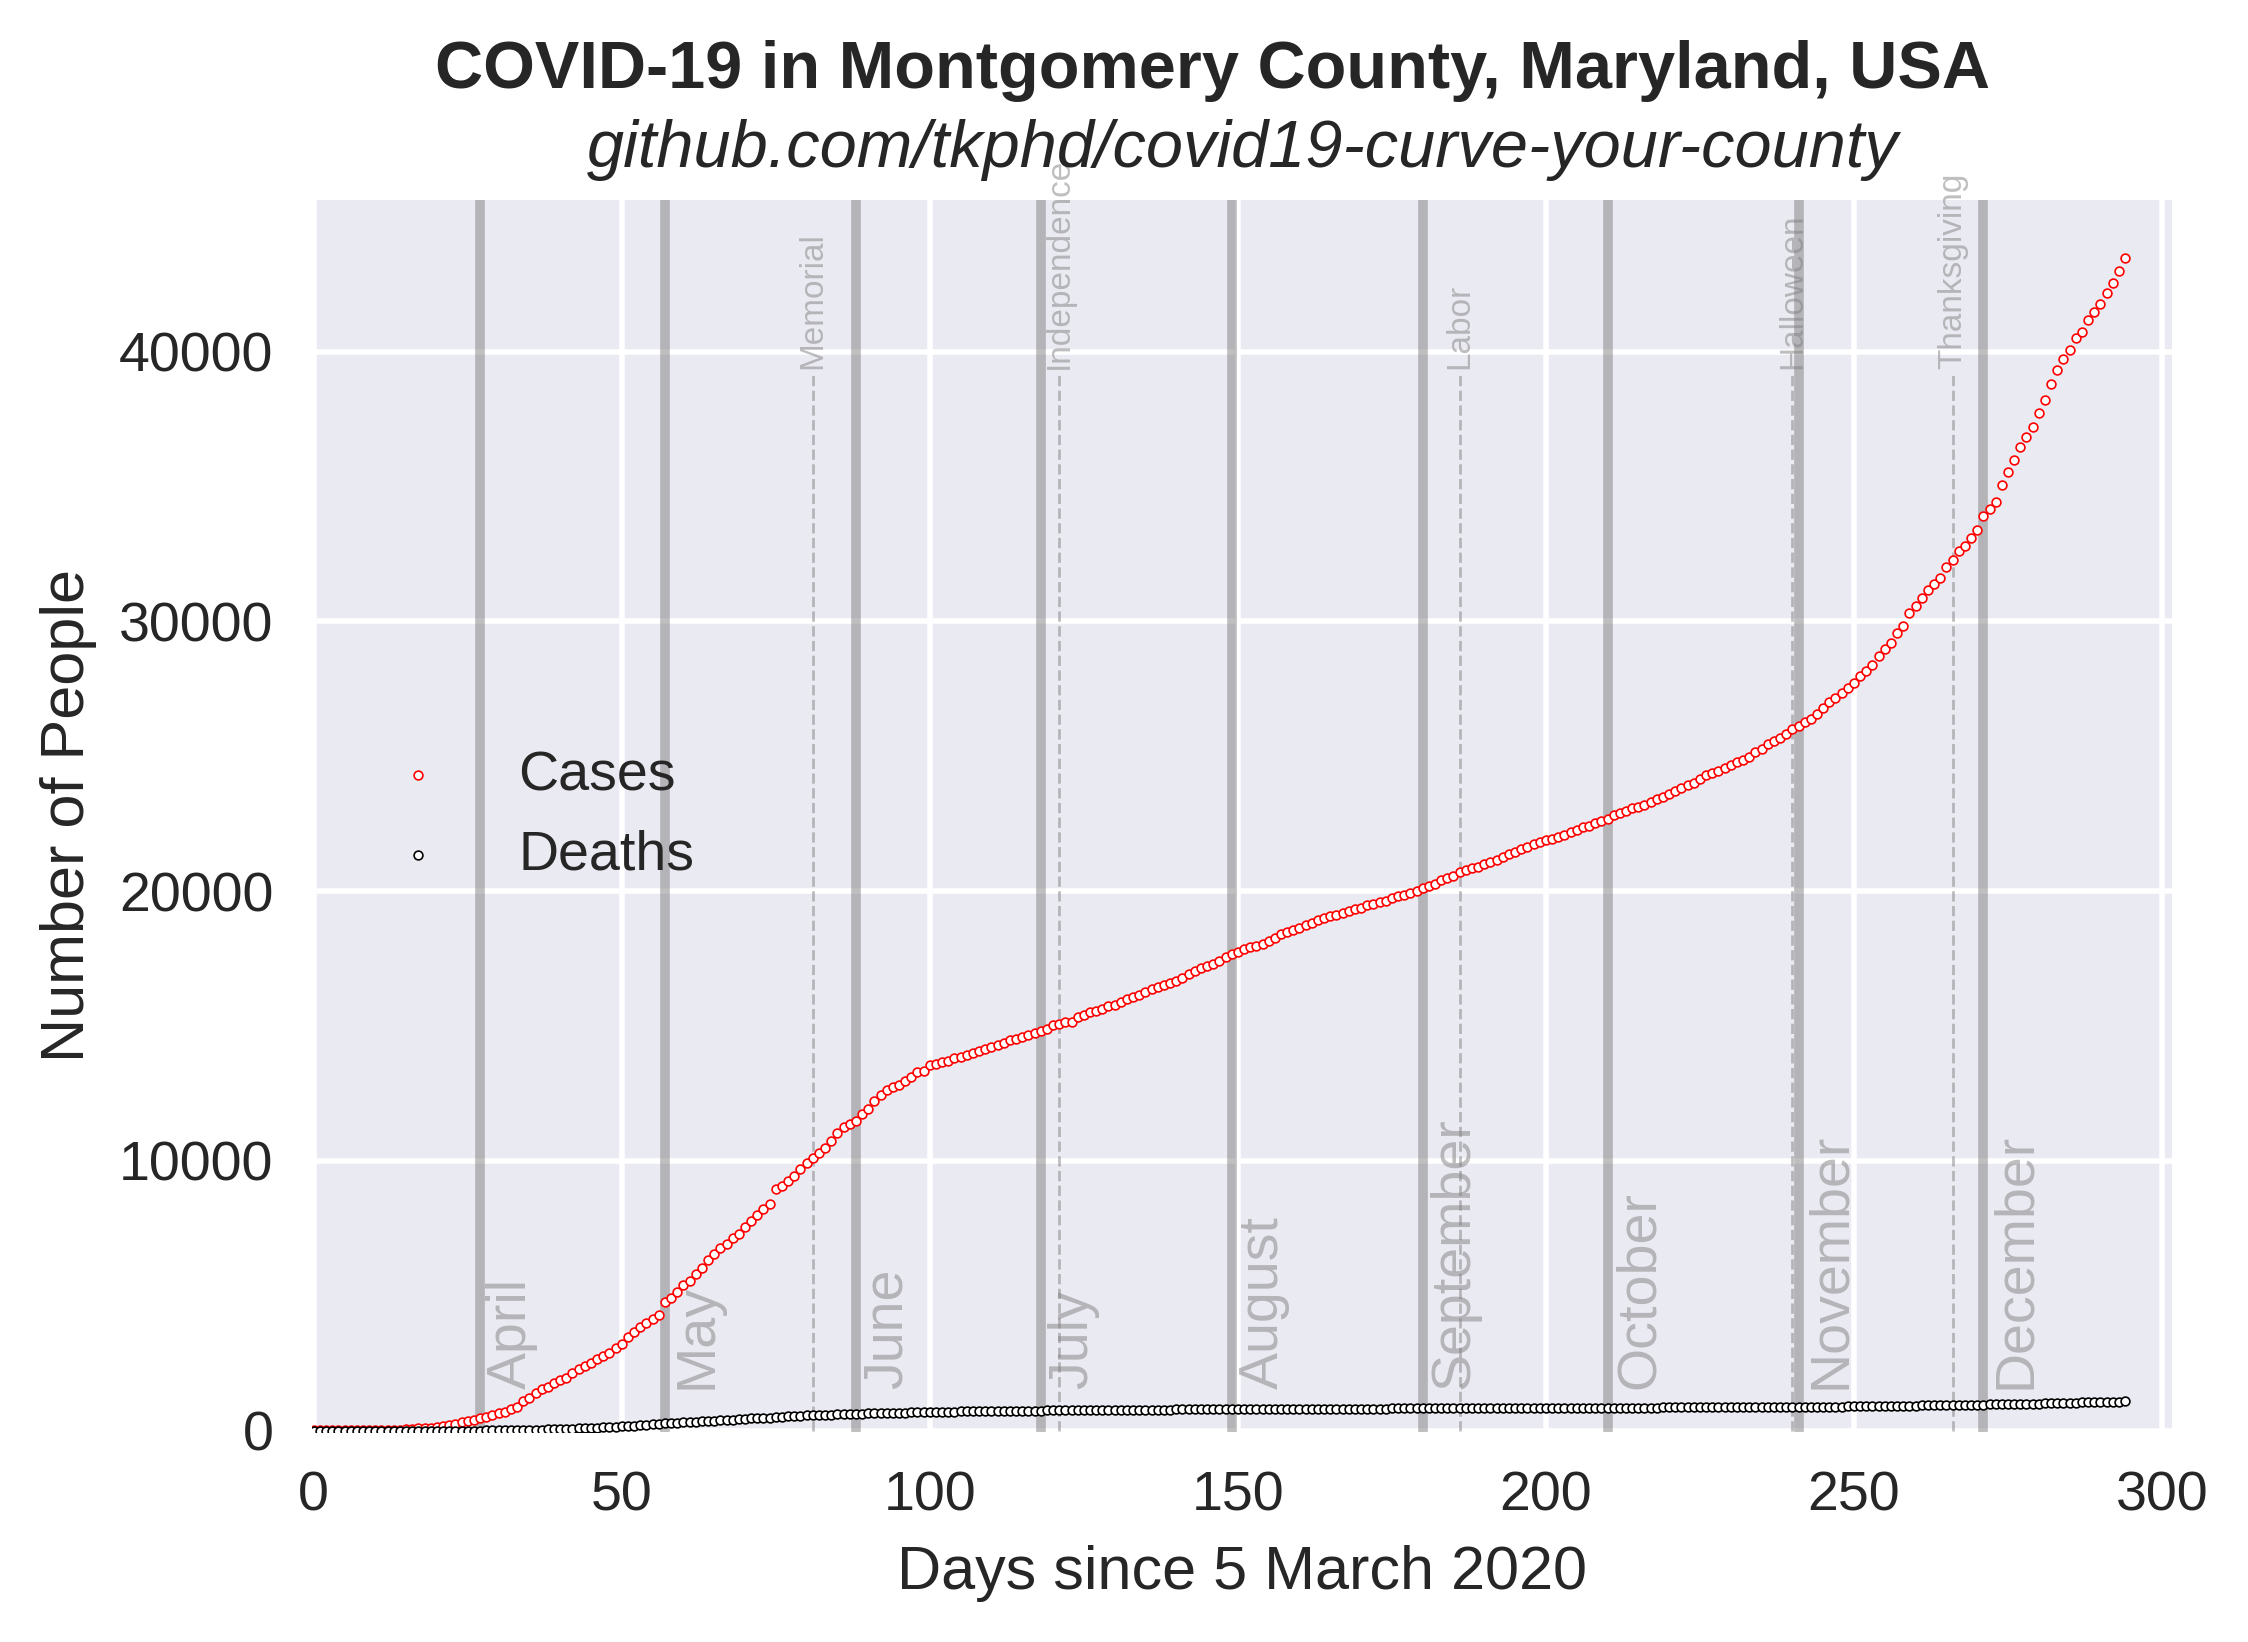 COVID-19 in Montgomery County, Maryland, USA
github.com/tkphd/covid19-curve-your-county
Number of People
40000
30000
20000
10000
0
Memorial
Independence
Labor
Halloween
Thanksgiving
Cases
Deaths
April
May
June
July
August
September
October
November
December
0
50
100
150
200
250
300
Days since 5 March 2020